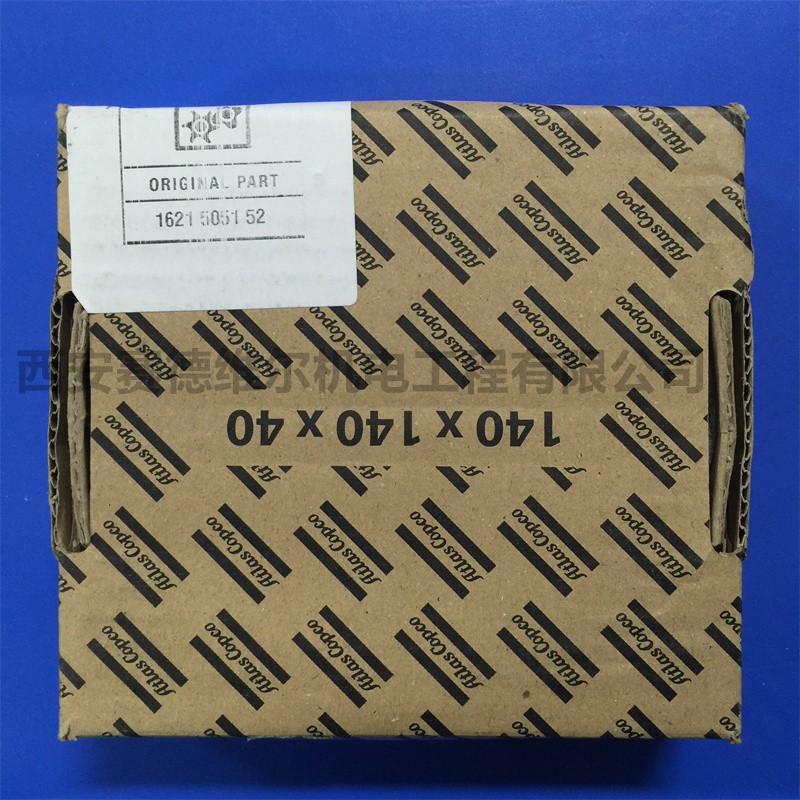 ORIGINAL PART
1621 5051 52
Atlas Copco
西安赛德维尔机电工程有限公司
140 x 140 x 40